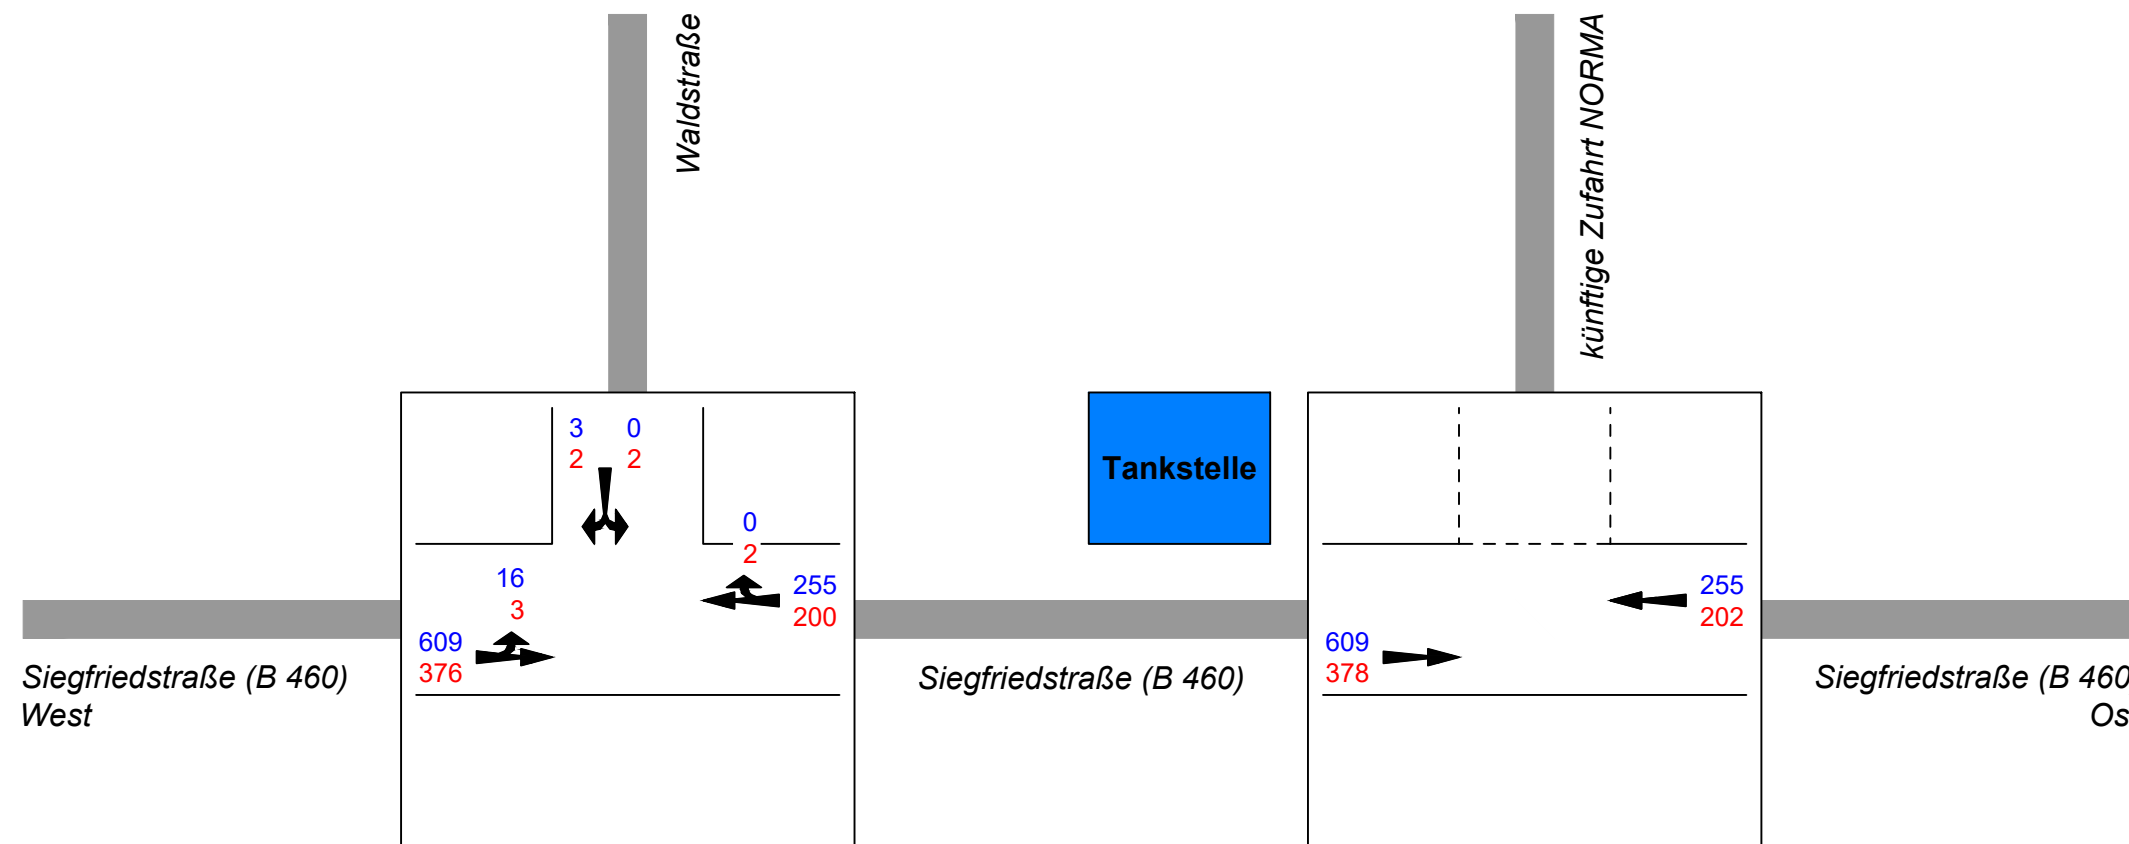 Waldstraße
künftige Zufahrt NORMA
3 0
2 2
Tankstelle
0
2
16
3
255
200
609
376
255
202
609
378
Siegfriedstraße (B 460)
West
Siegfriedstraße (B 460)
Siegfriedstraße (B 460
Os